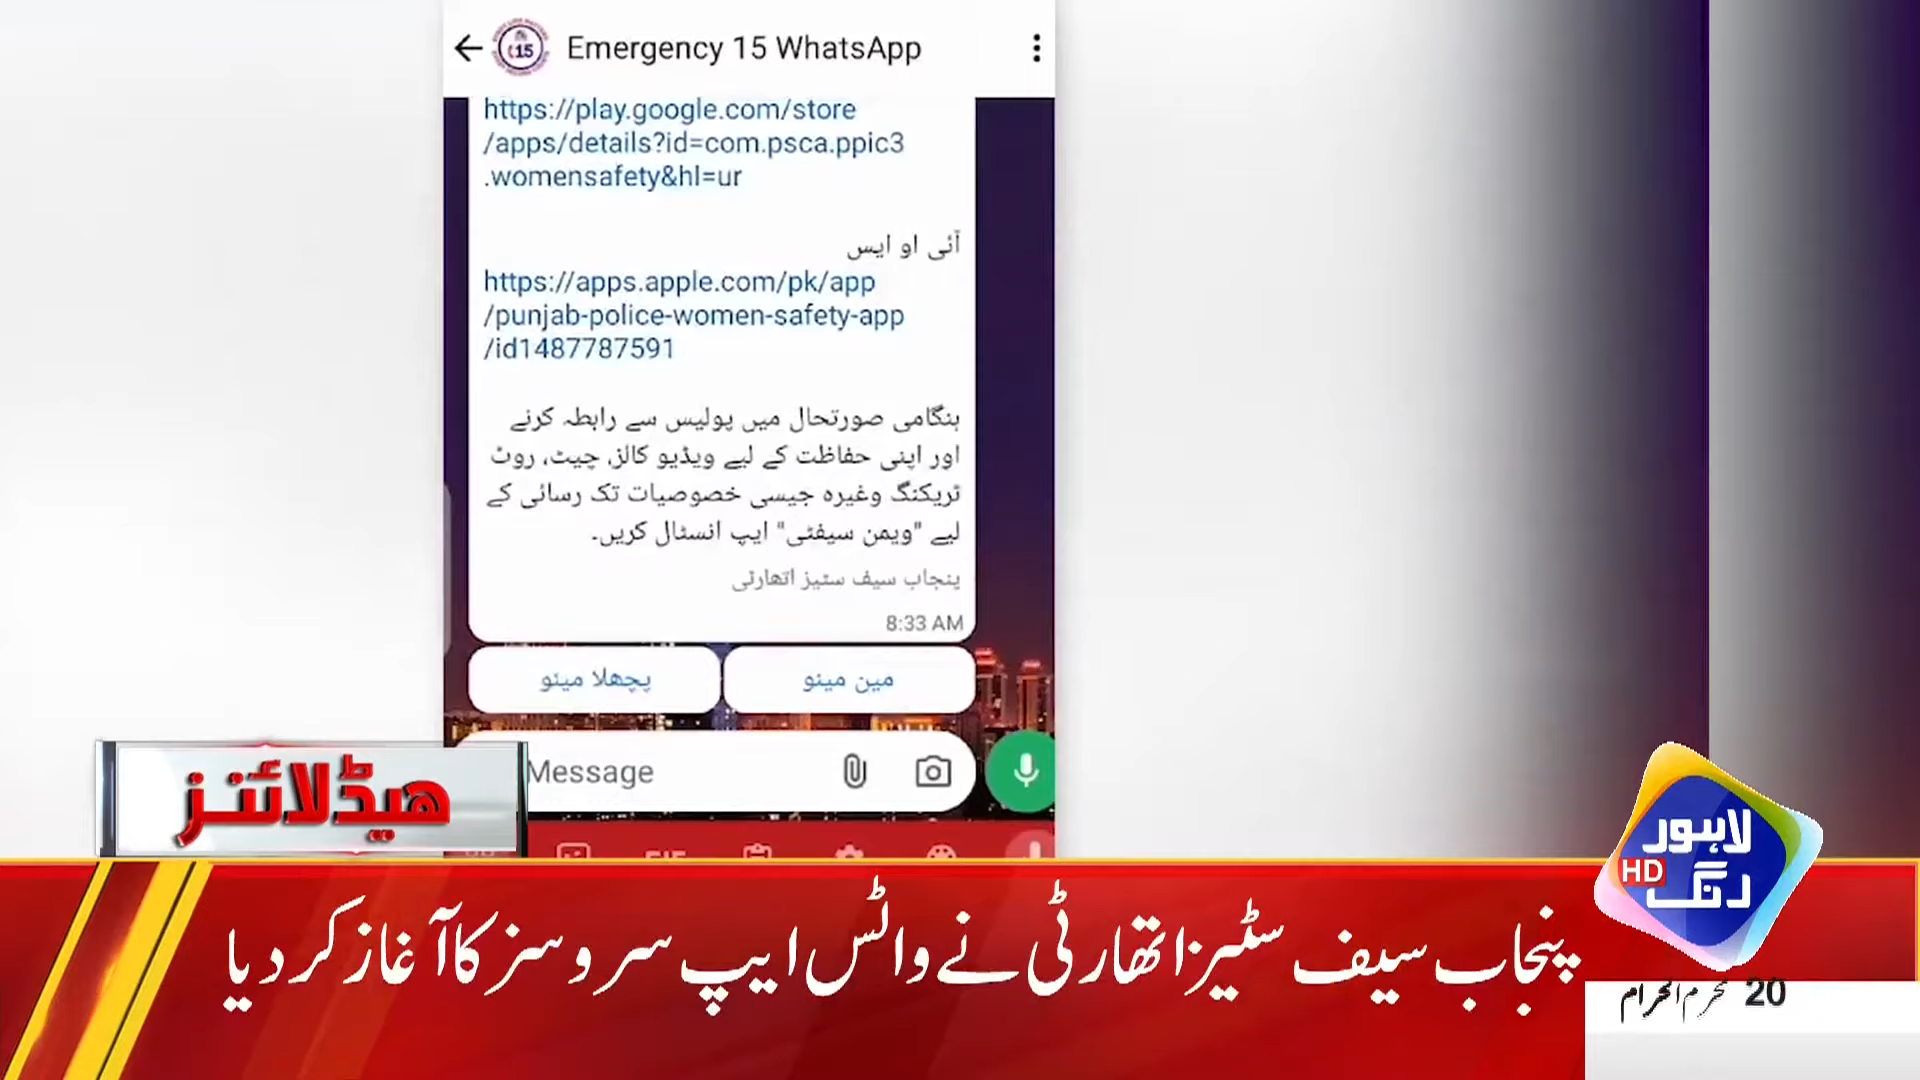 Emergency 15 WhatsApp
https://play.google.com/store
/apps/details?id=com.psca.ppic3
.womensafety&hl=ur
آئی او ایس
https://apps.apple.com/pk/app
/punjab-police-women-safety-app
/id1487787591
ہنگامی صورتحال میں پولیس سے رابطہ کرنے
اور اپنی حفاظت کے لیے ویڈیو کالز، چیٹ، روٹ
ٹریکنگ وغیرہ جیسی خصوصیات تک رسائی کے
لیے "ویمن سیفٹی" ایپ انسٹال کریں۔
پنجاب سیف سٹیز اتھارٹی
8:33 AM
مین مینو
پچھلا مینو
Message
ھیڈلائنز
لاہور
رنگ
HD
پنجاب سیف سٹیز اتھارٹی نے واٹس ایپ سروسز کا آغاز کر دیا
20 محرم الحرام